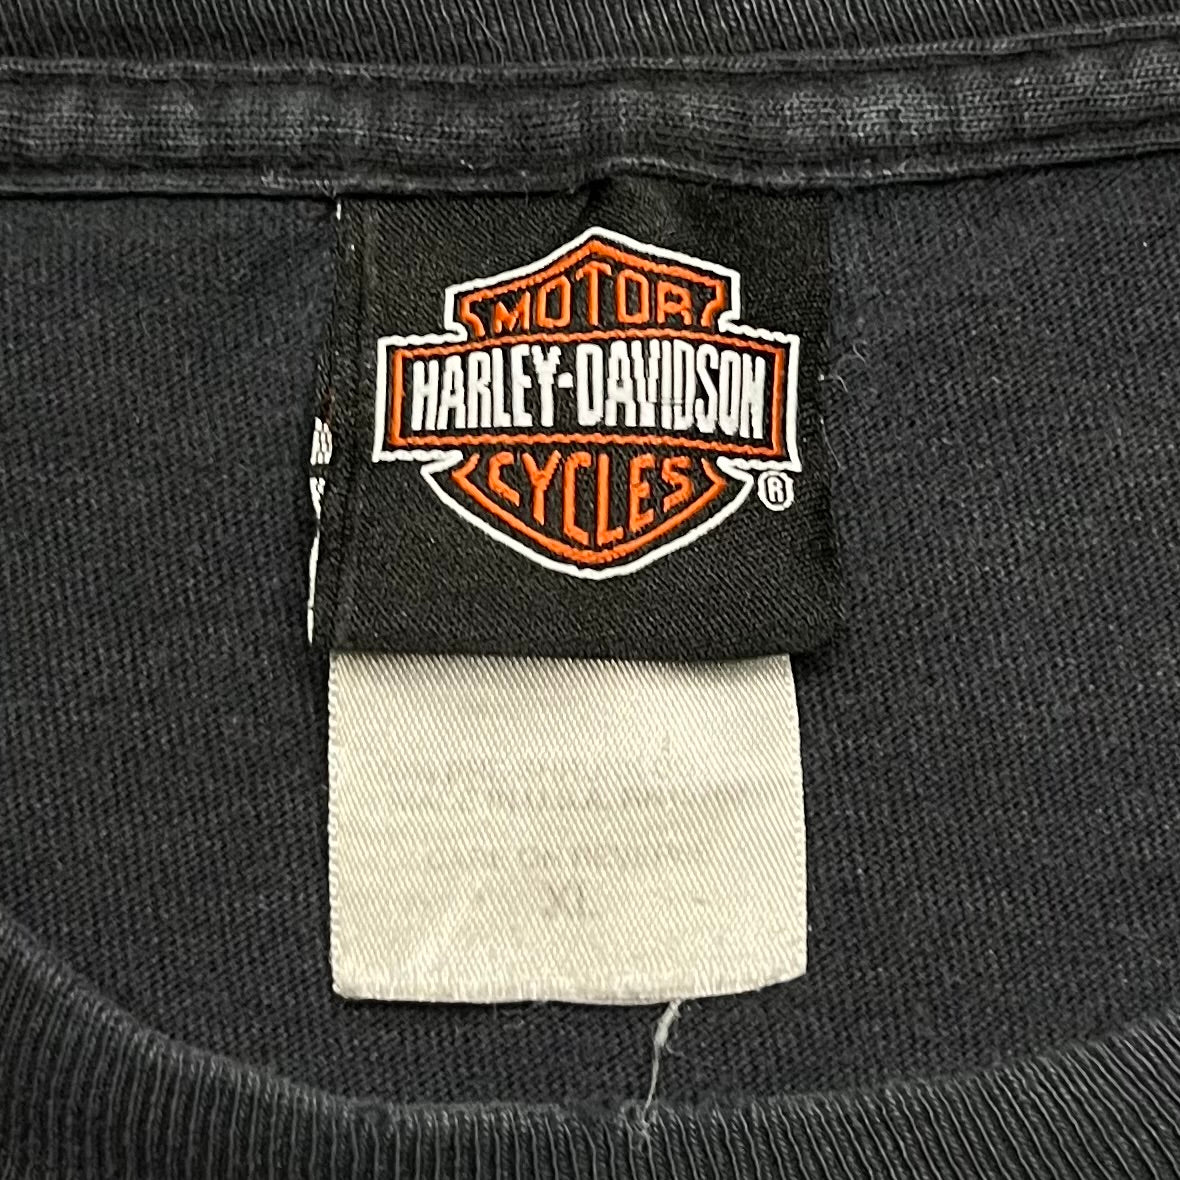 MOTOR
HARLEY-DAVIDSON
CYCLES
®
XL